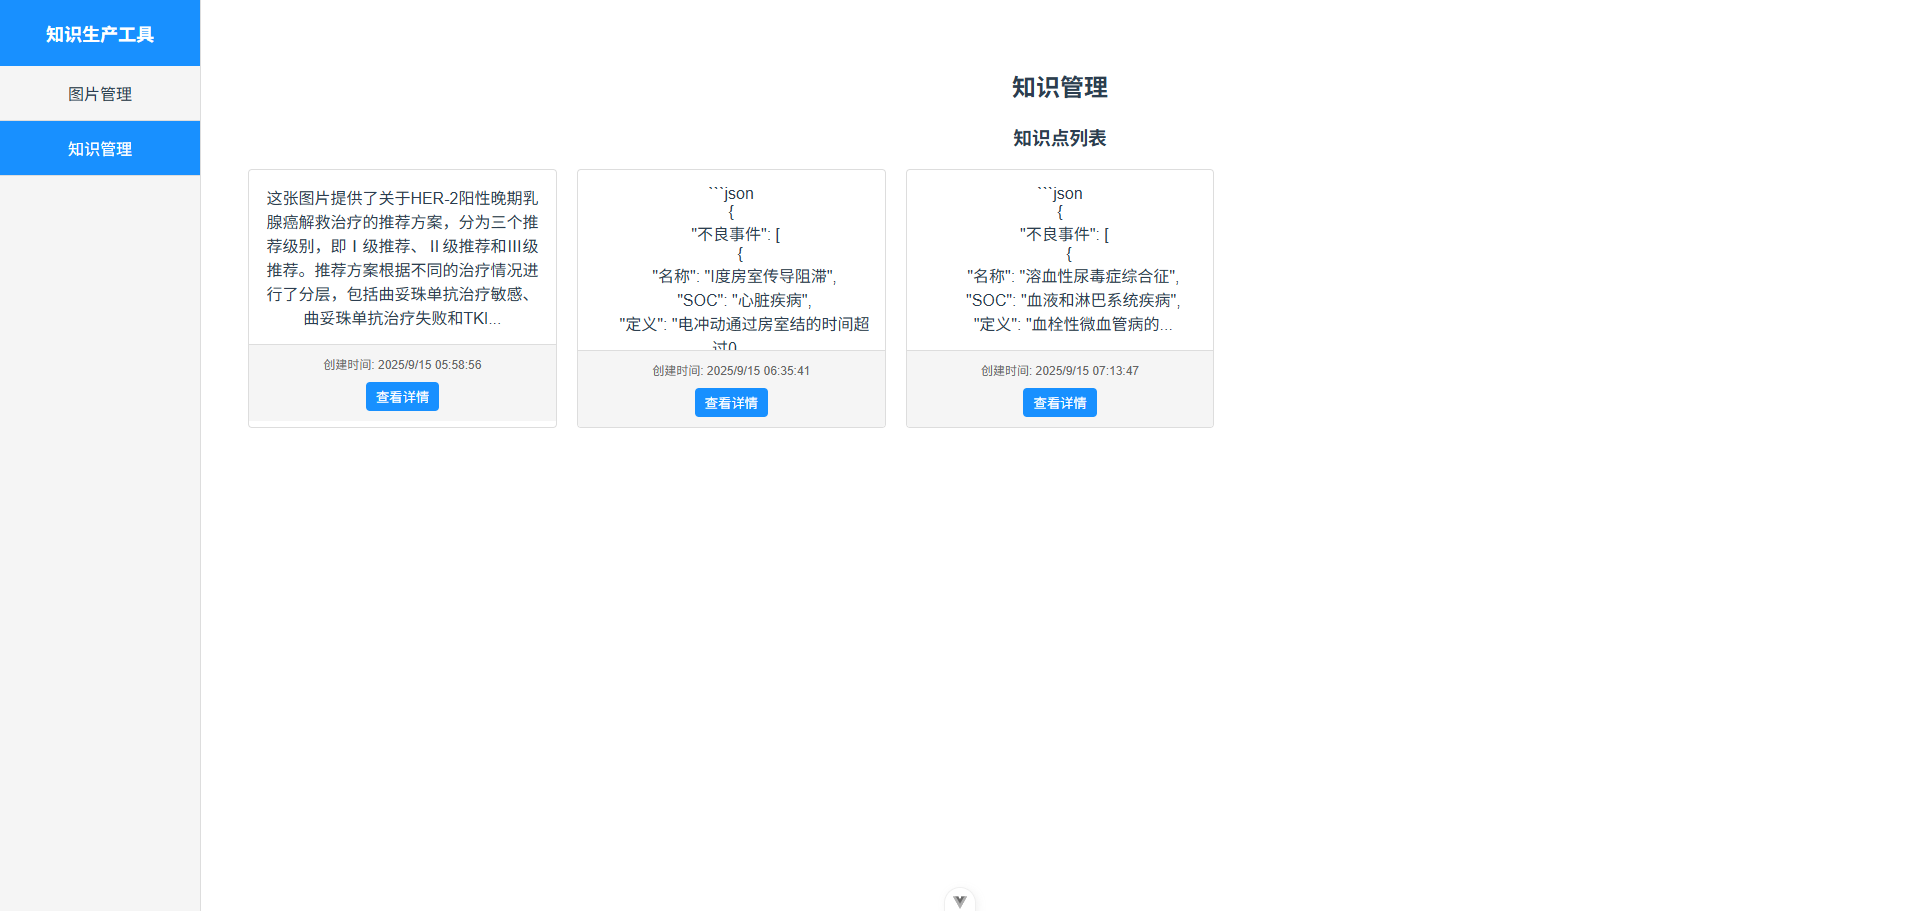 知识生产工具
图片管理
知识管理
知识管理
知识点列表
这张图片提供了关于HER-2阳性晚期乳
腺癌解救治疗的推荐方案，分为三个推
荐级别，即Ⅰ级推荐、Ⅱ级推荐和Ⅲ级
推荐。推荐方案根据不同的治疗情况进
行了分层，包括曲妥珠单抗治疗敏感、
曲妥珠单抗治疗失败和TKI...
创建时间: 2025/9/15 05:58:56
查看详情
```json
{
"不良事件": [
{
"名称": "I度房室传导阻滞",
"SOC": "心脏疾病",
"定义": "电冲动通过房室结的时间超
过0
创建时间: 2025/9/15 06:35:41
查看详情
```json
{
"不良事件": [
{
"名称": "溶血性尿毒症综合征",
"SOC": "血液和淋巴系统疾病",
"定义": "血栓性微血管病的...
创建时间: 2025/9/15 07:13:47
查看详情